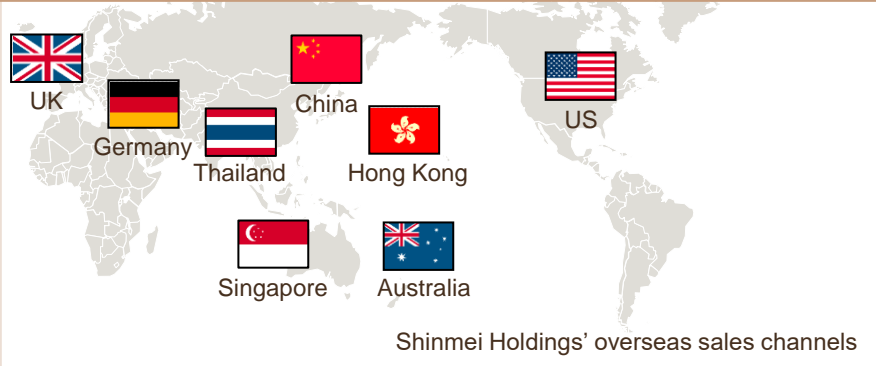 UK
China
US
Germany
Thailand
Hong Kong
Singapore
Australia
Shinmei Holdings’ overseas sales channels